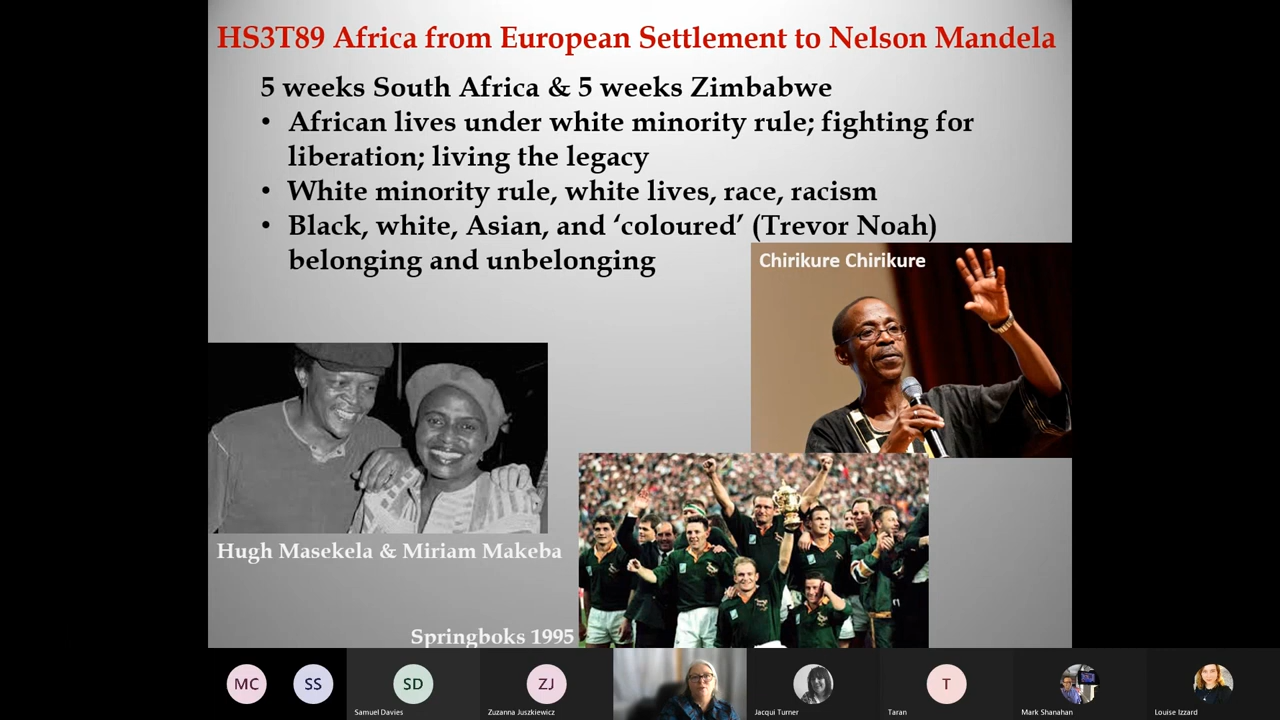 HS3T89 Africa from European Settlement to Nelson Mandela
5 weeks South Africa & 5 weeks Zimbabwe
• African lives under white minority rule; fighting for
liberation; living the legacy
• White minority rule, white lives, race, racism
• Black, white, Asian, and ‘coloured’ (Trevor Noah)
belonging and unbelonging
Chirikure Chirikure
Hugh Masekela & Miriam Makeba
Springboks 1995
MC
SS
SD
ZJ
T
Samuel Davies
Zuzanna Juszkiewicz
Jacqui Turner
Taran
Mark Shanahan
Louise Izzard